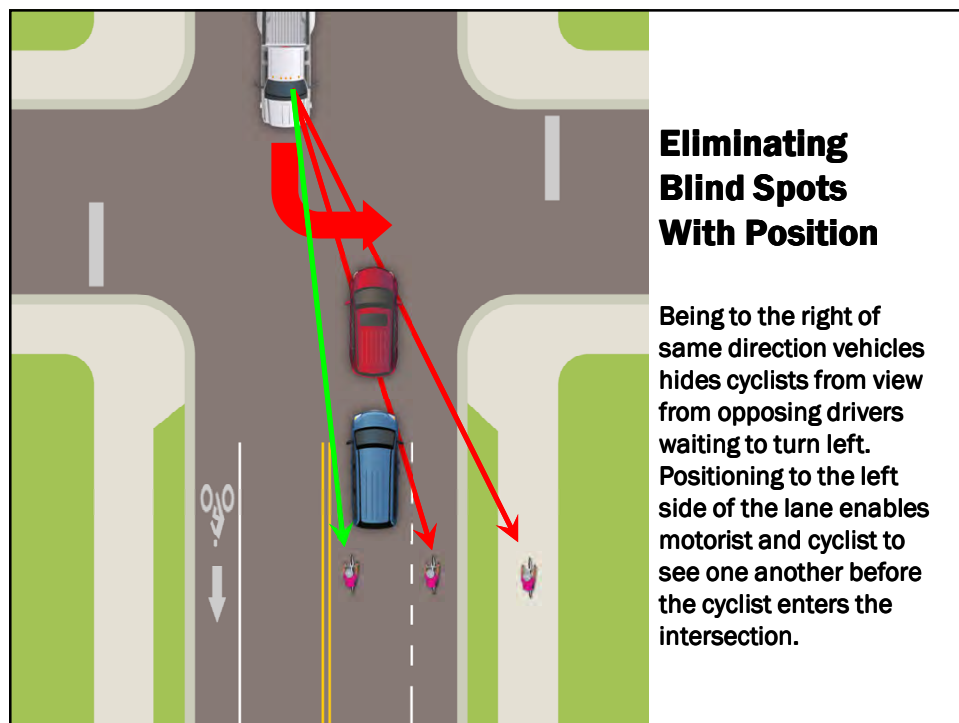 Eliminating
Blind Spots
With Position
Being to the right of
same direction vehicles
hides cyclists from view
from opposing drivers
waiting to turn left.
Positioning to the left
side of the lane enables
motorist and cyclist to
see one another before
the cyclist enters the
intersection.